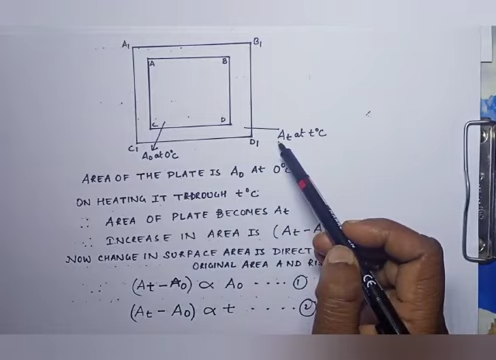 A₁ B₁
A B
C D
C₁ D₁
A₀ at 0°C
At at t°C
AREA OF THE PLATE IS A₀ AT 0°C
ON HEATING IT THROUGH t°C
∴ AREA OF PLATE BECOMES At
∴ INCREASE IN AREA IS (At - A
NOW CHANGE IN SURFACE AREA IS DIRECT
ORIGINAL AREA AND RIS
∴ (At - A₀) ∝ A₀ .... ①
(At - A₀) ∝ t .... ②